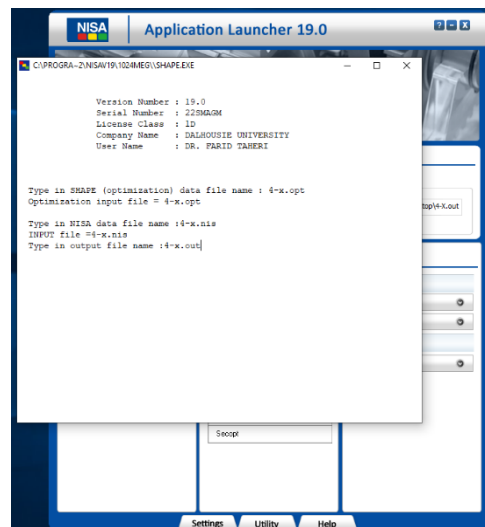 NISA
Application Launcher 19.0
C:\PROGRA~2\NISAV19\1024MEG\\SHAPE.EXE
Version Number : 19.0
Serial Number : 22SMAGM
License Class : 1D
Company Name : DALHOUSIE UNIVERSITY
User Name : DR. FARID TAHERI
Type in SHAPE (optimization) data file name : 4-x.opt
Optimization input file = 4-x.opt
Type in NISA data file name :4-x.nis
INPUT file =4-x.nis
Type in output file name :4-x.out
top\4-X.out
Secopt
Settings
Utility
Help